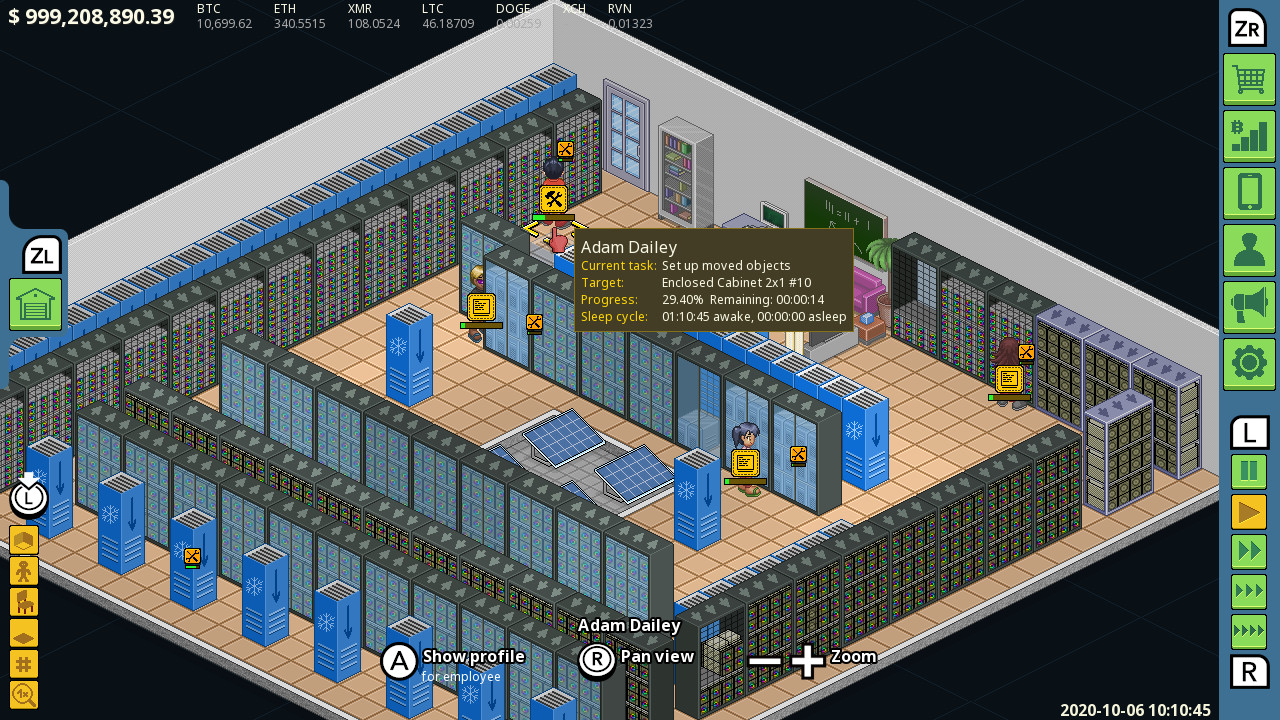 $ 999,208,890.39
BTC ETH XMR LTC DOGE XCH RVN
10,699.62 340.5515 108.0524 46.18709 0.00259 0.01323
ZR
ZL
Adam Dailey
Current task: Set up moved objects
Target: Enclosed Cabinet 2x1 #10
Progress: 29.40% Remaining: 00:00:14
Sleep cycle: 01:10:45 awake, 00:00:00 asleep
L
L
R
Adam Dailey
A Show profile
for employee
R Pan view
Zoom
2020-10-06 10:10:45